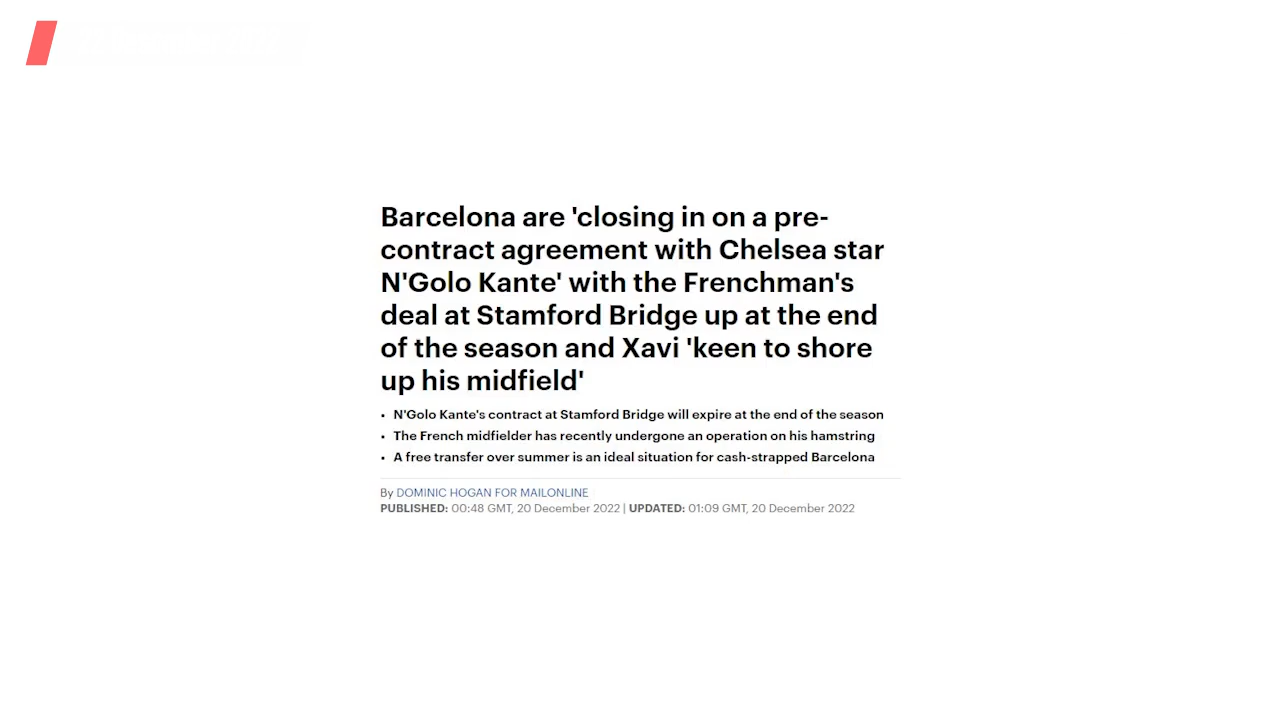 Barcelona are 'closing in on a pre-
contract agreement with Chelsea star
N'Golo Kante' with the Frenchman's
deal at Stamford Bridge up at the end
of the season and Xavi 'keen to shore
up his midfield'
• N'Golo Kante's contract at Stamford Bridge will expire at the end of the season
• The French midfielder has recently undergone an operation on his hamstring
• A free transfer over summer is an ideal situation for cash-strapped Barcelona
By DOMINIC HOGAN FOR MAILONLINE
PUBLISHED: 00:48 GMT, 20 December 2022 | UPDATED: 01:09 GMT, 20 December 2022